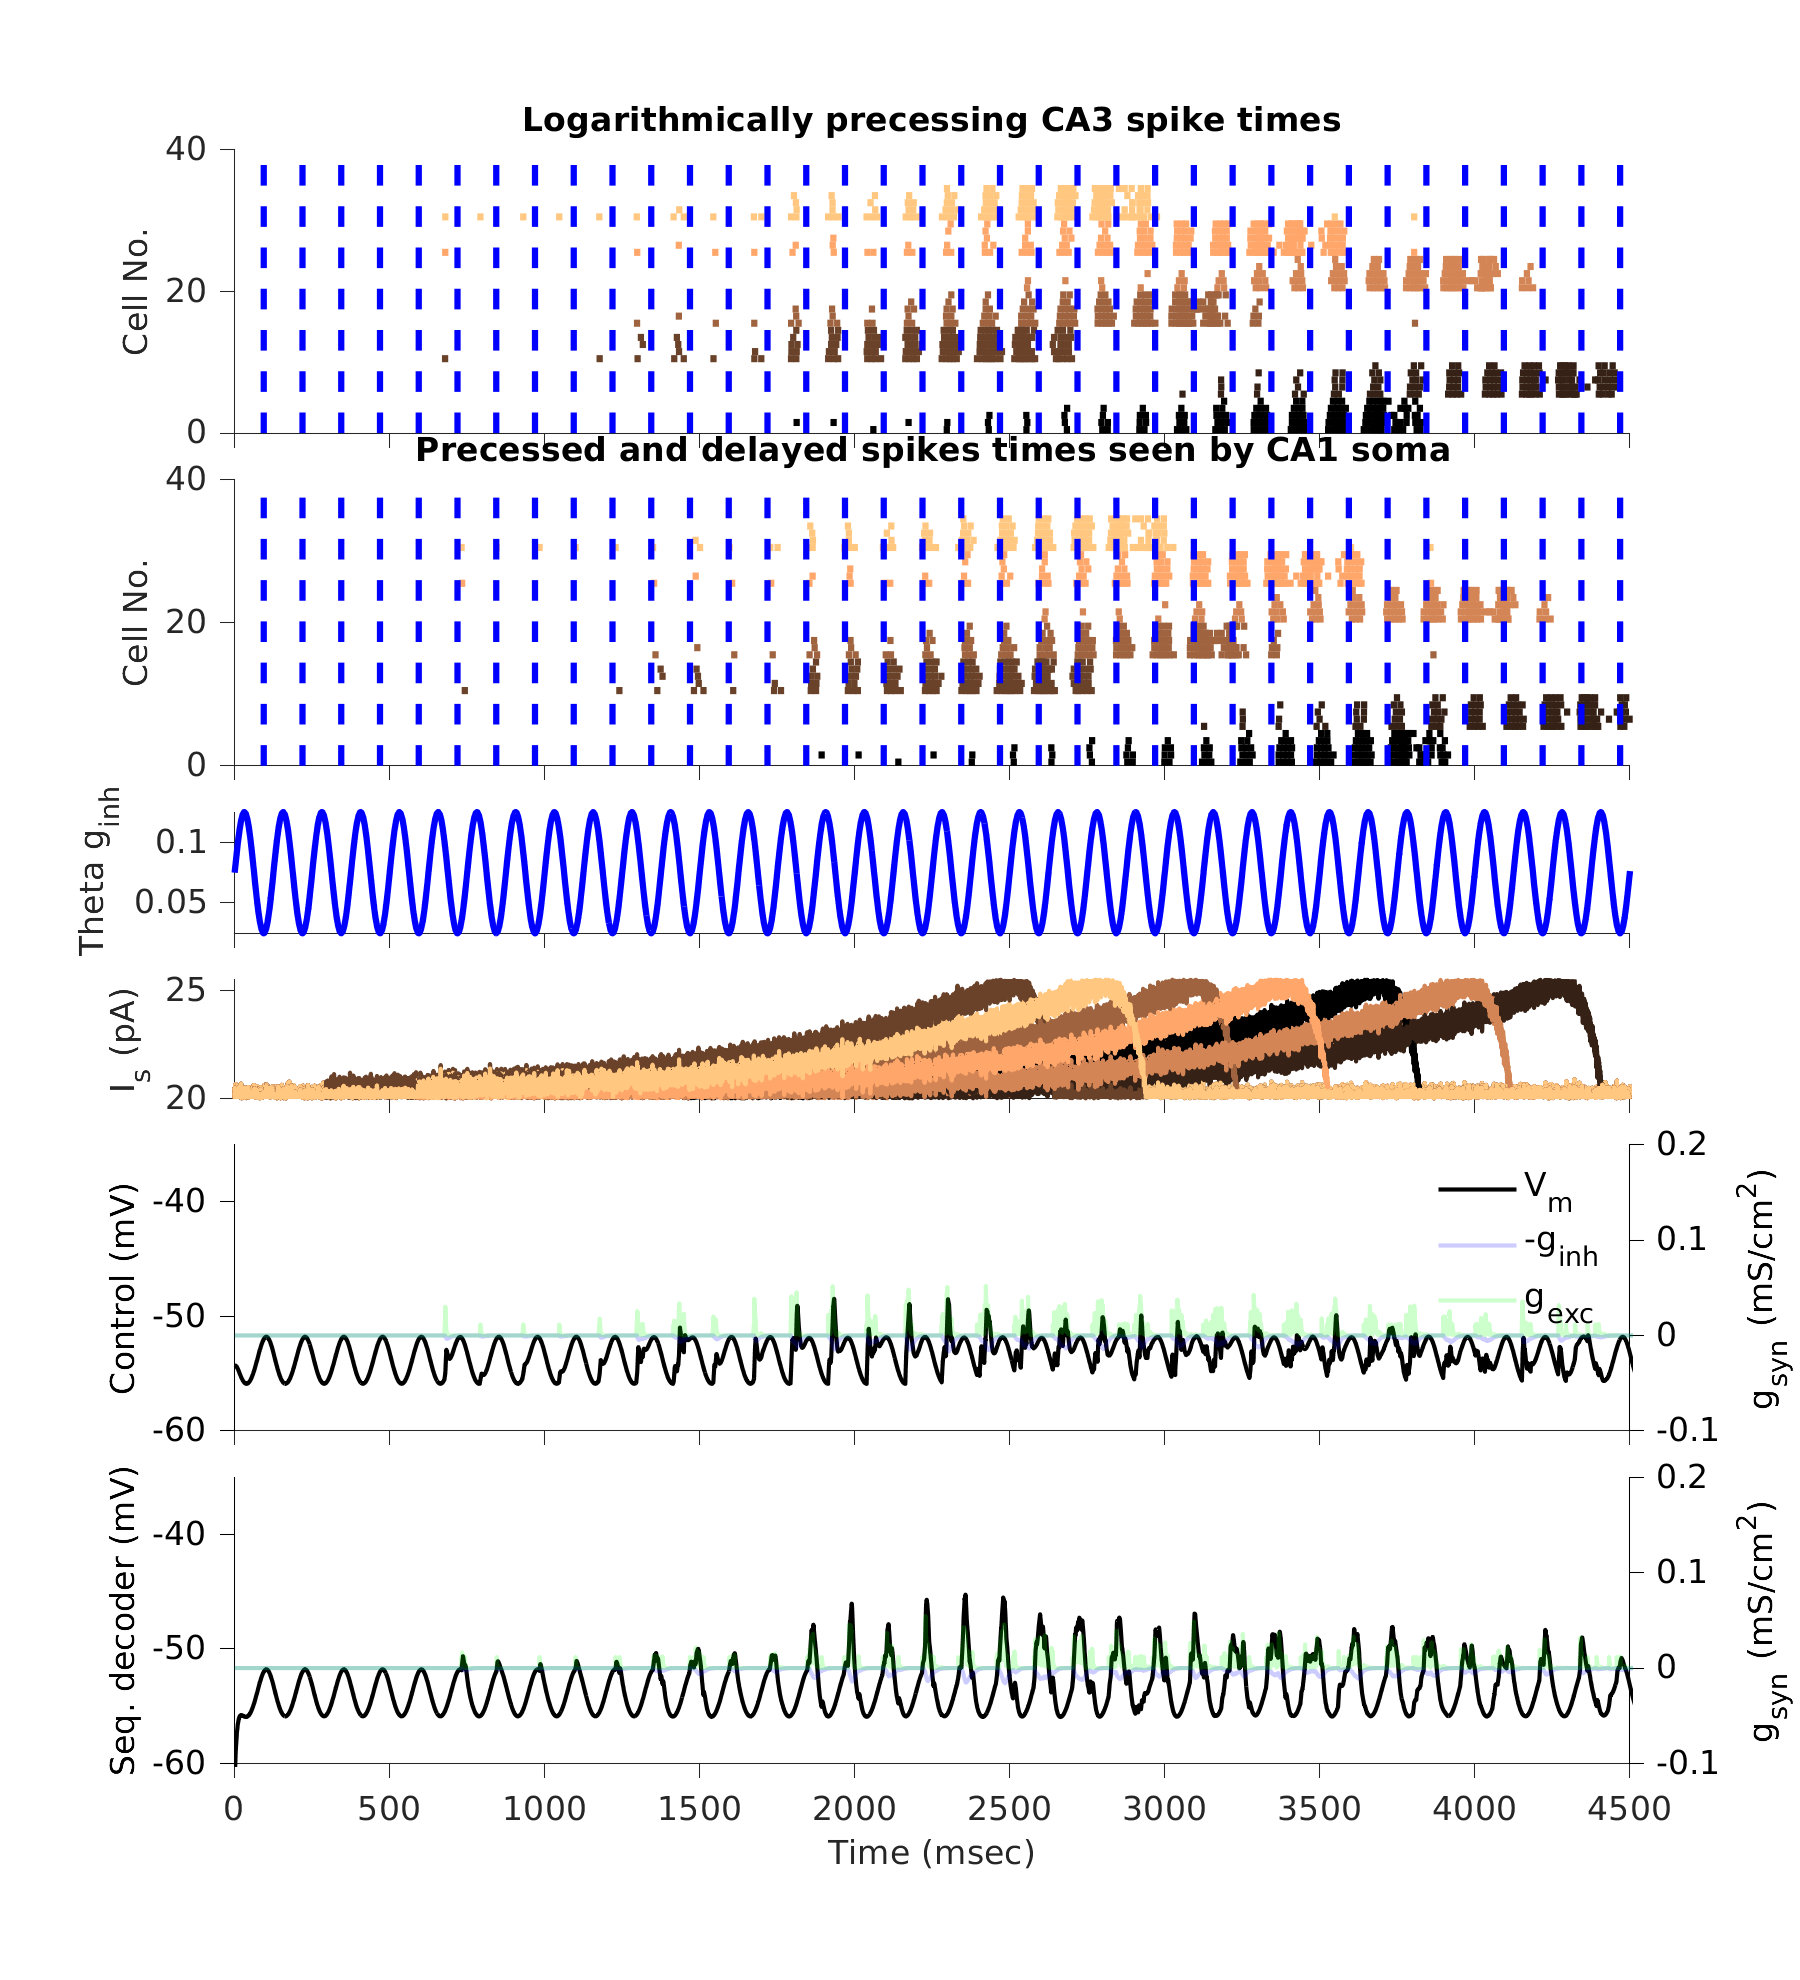 Logarithmically precessing CA3 spike times
40
20
0
Cell No.
Precessed and delayed spikes times seen by CA1 soma
40
20
0
Cell No.
0.1
0.05
Theta g_inh
25
20
I_s (pA)
-40
-50
-60
Control (mV)
V_m
-g_inh
g_exc
0.2
0.1
0
-0.1
g_syn (mS/cm^2)
-40
-50
-60
Seq. decoder (mV)
0.2
0.1
0
-0.1
g_syn (mS/cm^2)
0 500 1000 1500 2000 2500 3000 3500 4000 4500
Time (msec)